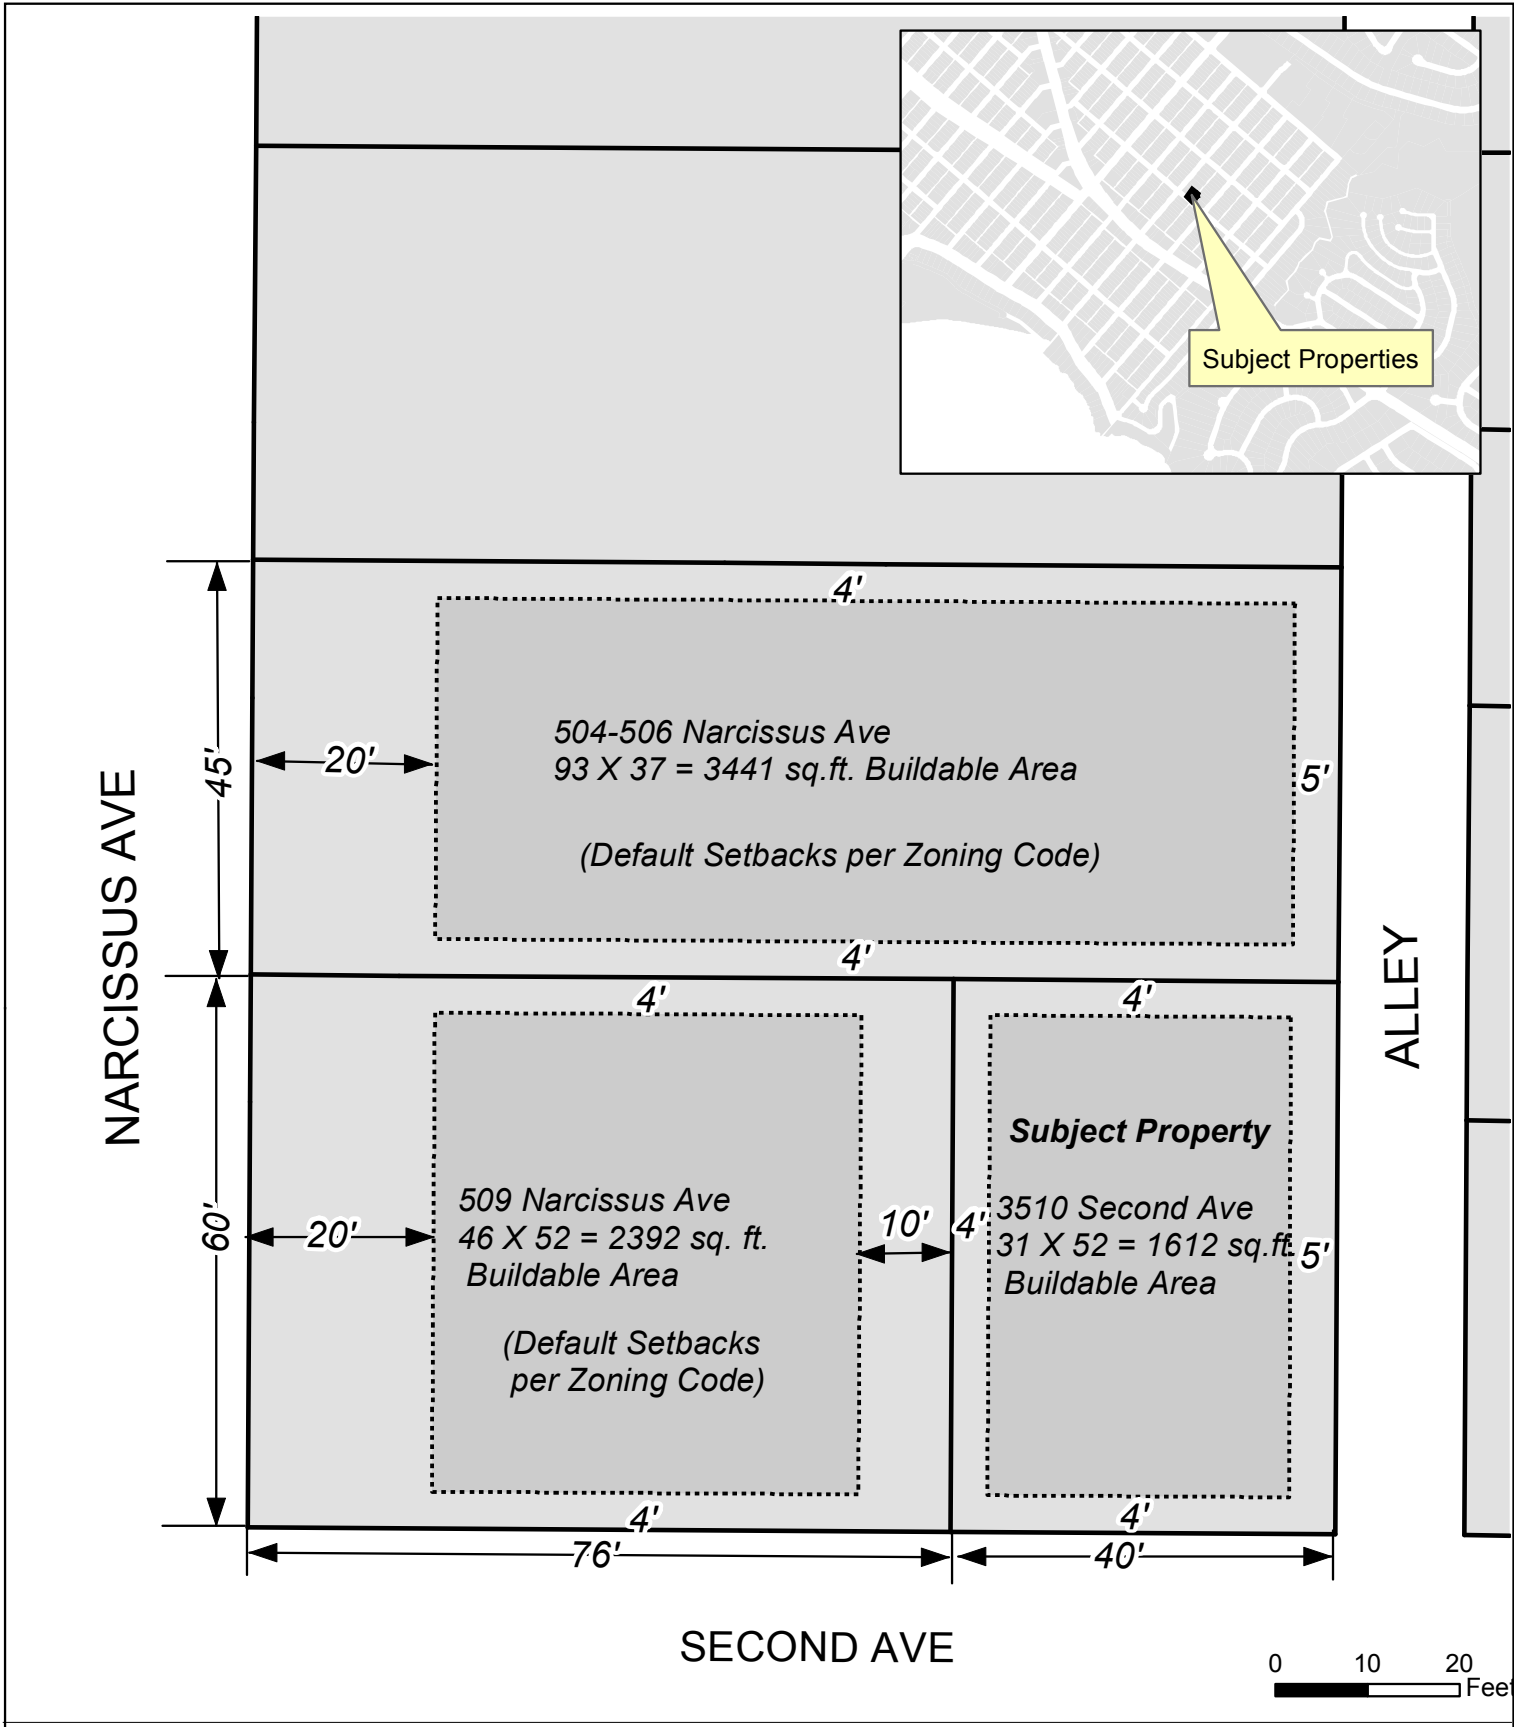 Subject Properties
4'
504-506 Narcissus Ave
93 X 37 = 3441 sq.ft. Buildable Area
(Default Setbacks per Zoning Code)
20'
45'
5'
4'
NARCISSUS AVE
ALLEY
4'
4'
509 Narcissus Ave
46 X 52 = 2392 sq. ft.
Buildable Area
(Default Setbacks
per Zoning Code)
60'
20'
10'
4'
Subject Property
3510 Second Ave
31 X 52 = 1612 sq.ft.
Buildable Area
5'
4'
4'
76'
40'
SECOND AVE
0 10 20
Feet